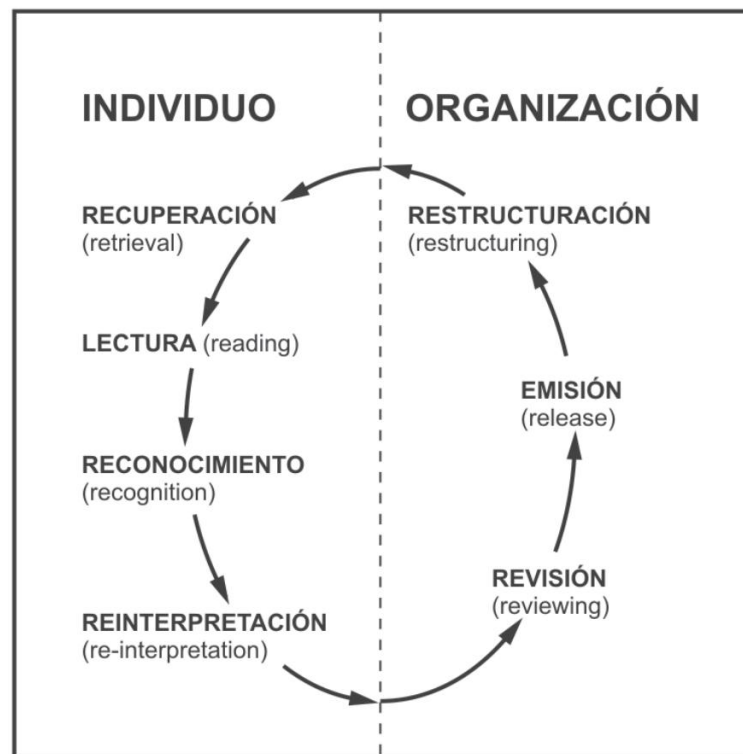 INDIVIDUO
RECUPERACIÓN
(retrieval)
LECTURA (reading)
RECONOCIMIENTO
(recognition)
REINTERPRETACIÓN
(re-interpretation)
ORGANIZACIÓN
RESTRUCTURACIÓN
(restructuring)
EMISIÓN
(release)
REVISIÓN
(reviewing)